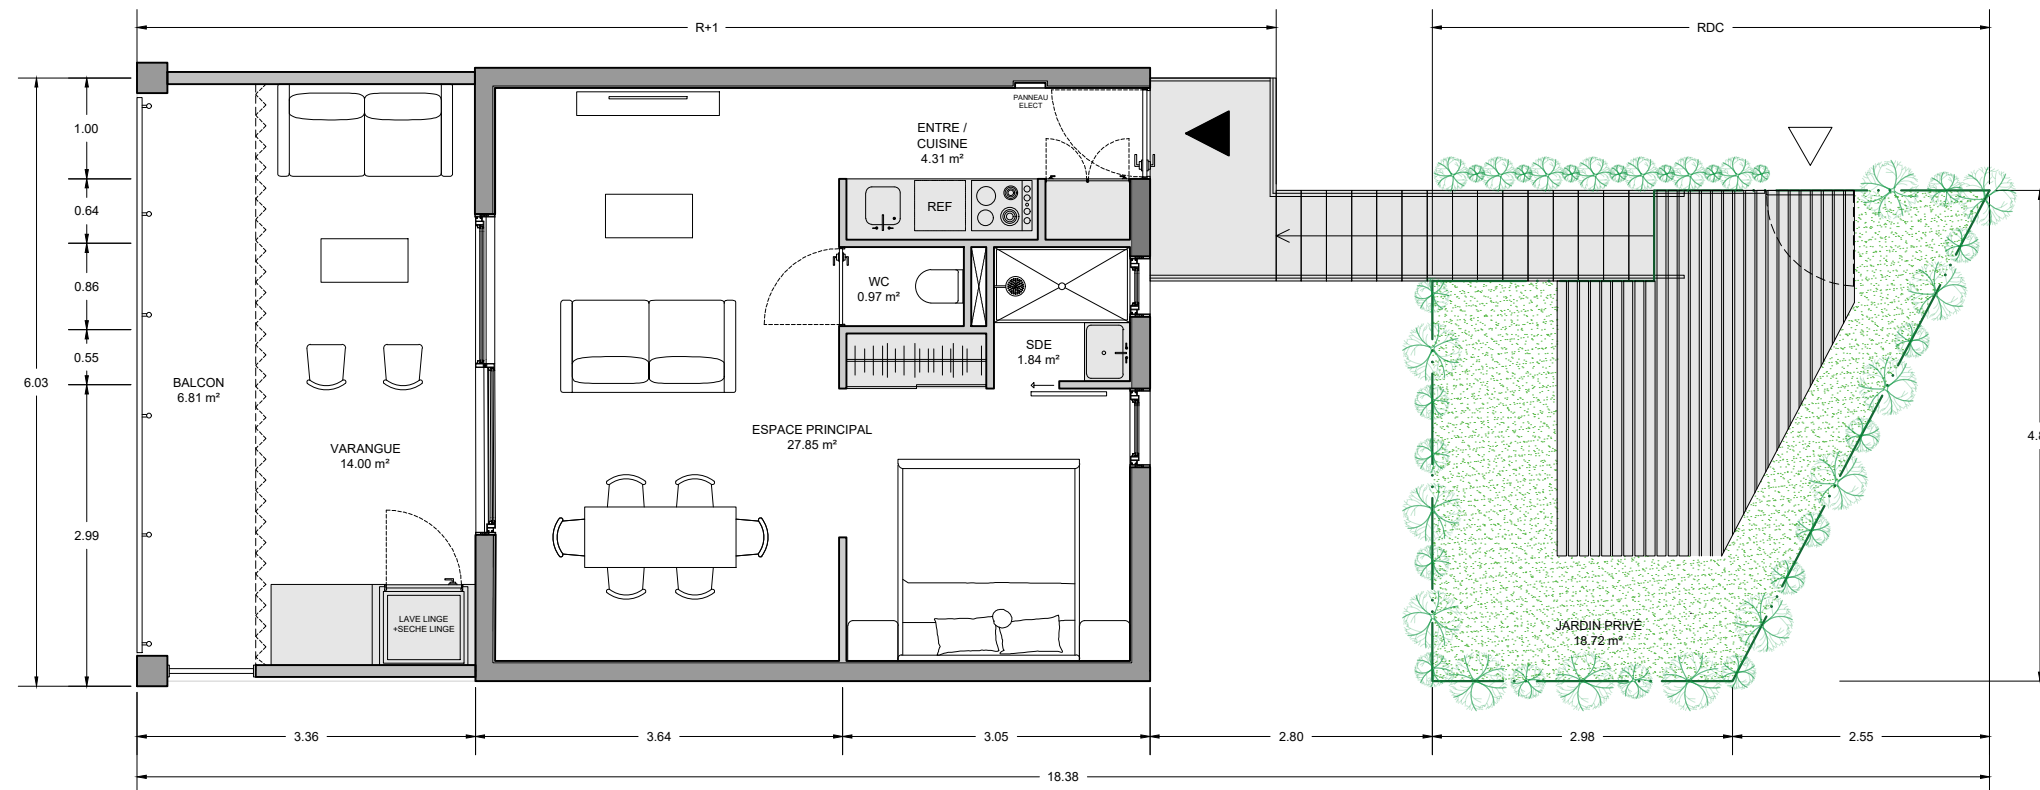 R+1
RDC
PANNEAU
ELECT
ENTRE /
CUISINE
4.31 m²
1.00
0.64
0.86
0.55
2.99
6.03
REF
WC
0.97 m²
SDE
1.84 m²
BALCON
6.81 m²
VARANGUE
14.00 m²
ESPACE PRINCIPAL
27.85 m²
LAVE LINGE
+SECHE LINGE
JARDIN PRIVÉ
18.72 m²
3.36
3.64
3.05
2.80
2.98
2.55
18.38